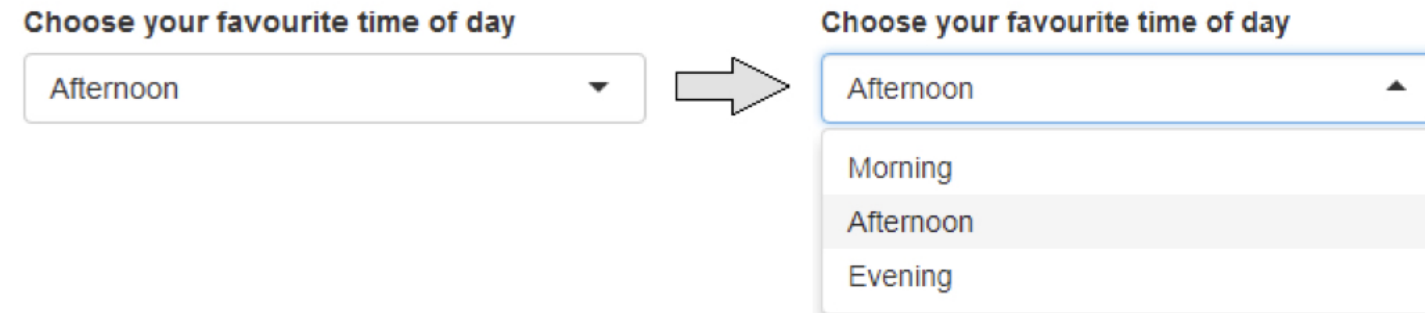 Choose your favourite time of day
Afternoon
Choose your favourite time of day
Afternoon
Morning
Afternoon
Evening